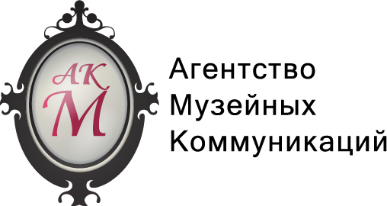 АК
М
Агентство
Музейных
Коммуникаций